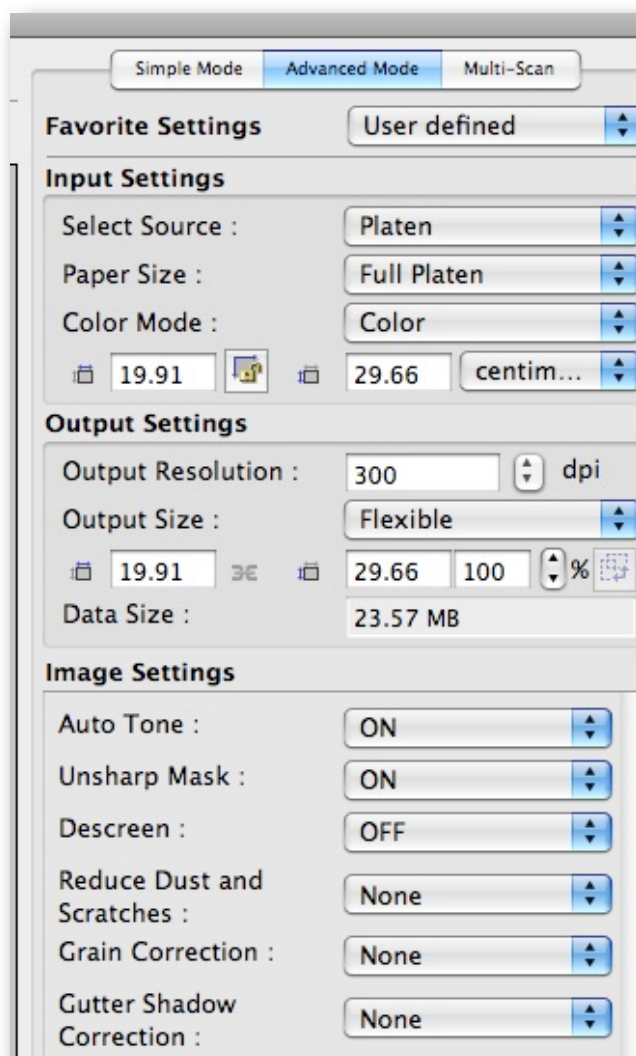 Simple Mode Advanced Mode Multi-Scan
Favorite Settings User defined
Input Settings
Select Source : Platen
Paper Size : Full Platen
Color Mode : Color
19.91 29.66 centim...
Output Settings
Output Resolution : 300 dpi
Output Size : Flexible
19.91 29.66 100 %
Data Size : 23.57 MB
Image Settings
Auto Tone : ON
Unsharp Mask : ON
Descreen : OFF
Reduce Dust and
Scratches : None
Grain Correction : None
Gutter Shadow
Correction : None